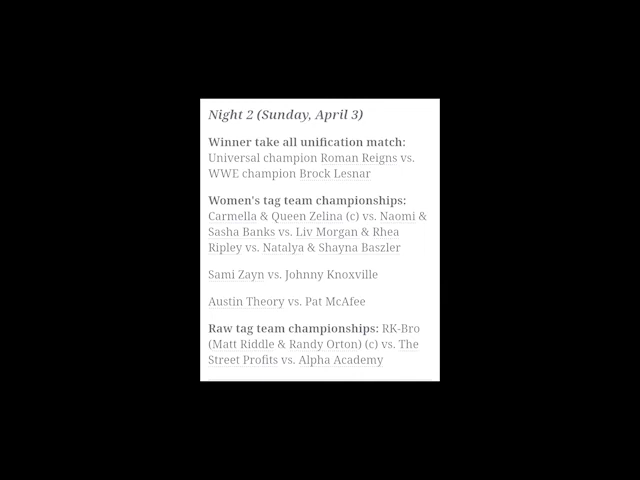 Night 2 (Sunday, April 3)
Winner take all unification match:
Universal champion Roman Reigns vs.
WWE champion Brock Lesnar
Women's tag team championships:
Carmella & Queen Zelina (c) vs. Naomi &
Sasha Banks vs. Liv Morgan & Rhea
Ripley vs. Natalya & Shayna Baszler
Sami Zayn vs. Johnny Knoxville
Austin Theory vs. Pat McAfee
Raw tag team championships: RK-Bro
(Matt Riddle & Randy Orton) (c) vs. The
Street Profits vs. Alpha Academy